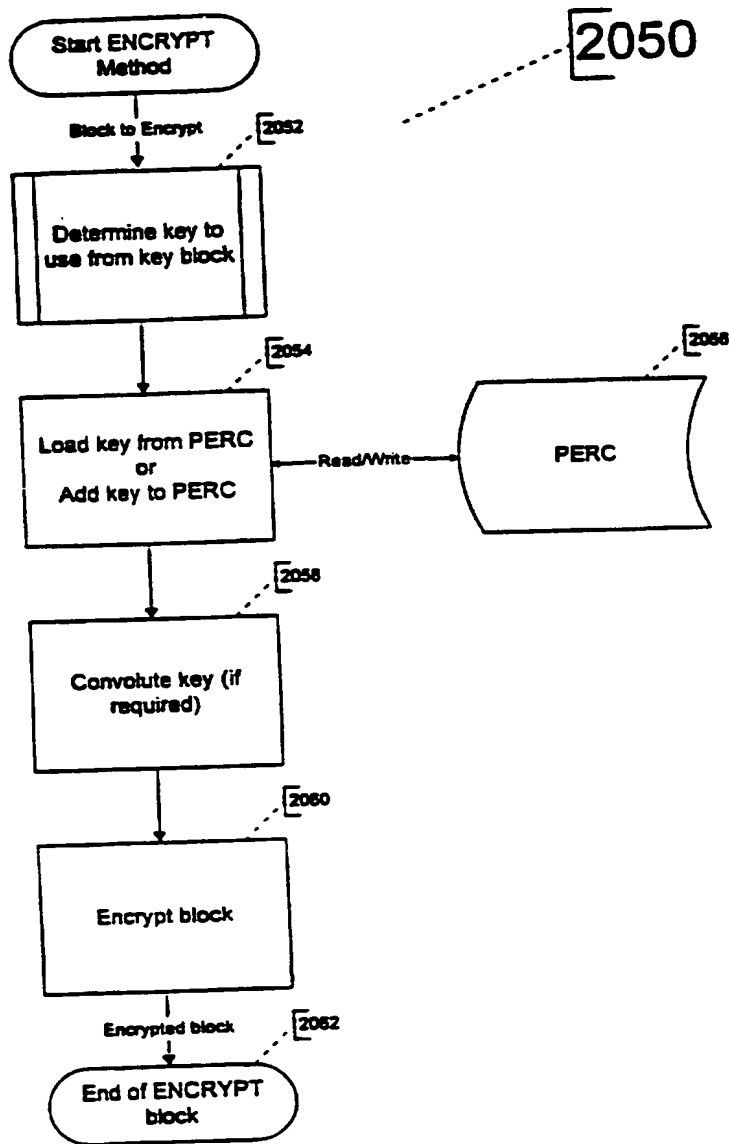 Start ENCRYPT
Method
2050
Block to Encrypt
2052
Determine key to
use from key block
2054
2056
Load key from PERC
or
Add key to PERC
Read/Write
PERC
2058
Convolute key (if
required)
2060
Encrypt block
Encrypted block
2062
End of ENCRYPT
block